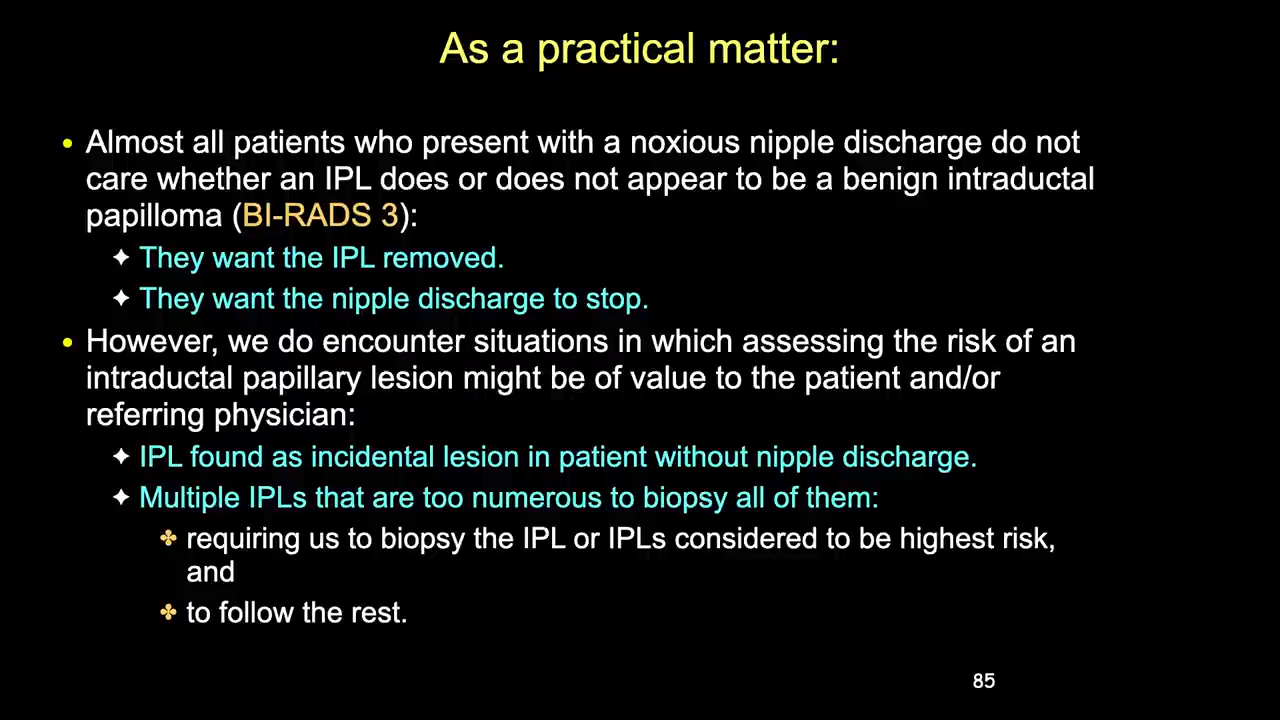 As a practical matter:
• Almost all patients who present with a noxious nipple discharge do not
care whether an IPL does or does not appear to be a benign intraductal
papilloma (BI-RADS 3):
✦ They want the IPL removed.
✦ They want the nipple discharge to stop.
• However, we do encounter situations in which assessing the risk of an
intraductal papillary lesion might be of value to the patient and/or
referring physician:
✦ IPL found as incidental lesion in patient without nipple discharge.
✦ Multiple IPLs that are too numerous to biopsy all of them:
✤ requiring us to biopsy the IPL or IPLs considered to be highest risk,
and
✤ to follow the rest.
85